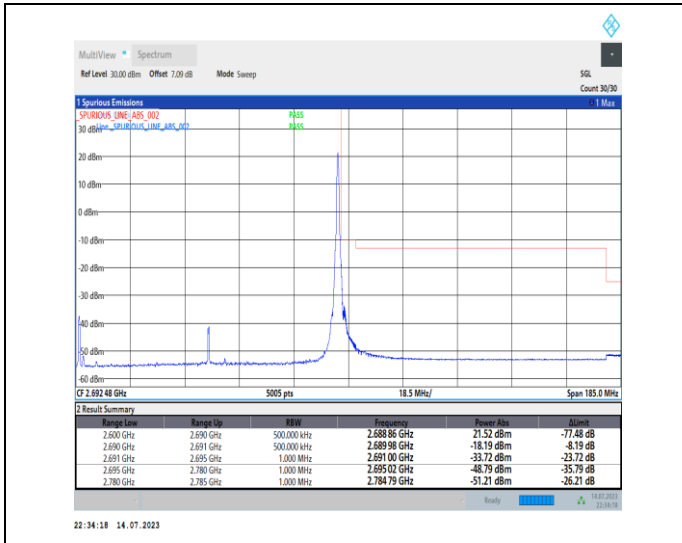 MultiView Spectrum
Ref Level 30.00 dBm Offset 7.09 dB Mode Sweep SGL
Count 30/30
1 Spurious Emissions 1 Max
_SPURIOUS_LINE_ABS_002 PASS
Line _SPURIOUS_LINE_ABS_002 PASS
30 dBm
20 dBm
10 dBm
0 dBm
-10 dBm
-20 dBm
-30 dBm
-40 dBm
-50 dBm
-60 dBm
CF 2.692 48 GHz 5005 pts 18.5 MHz/ Span 185.0 MHz
2 Result Summary
Range Low Range Up RBW Frequency Power Abs ΔLimit
2.600 GHz 2.690 GHz 500.000 kHz 2.688 86 GHz 21.52 dBm -77.48 dB
2.690 GHz 2.691 GHz 500.000 kHz 2.689 98 GHz -18.19 dBm -8.19 dB
2.691 GHz 2.695 GHz 1.000 MHz 2.691 00 GHz -33.72 dBm -23.72 dB
2.695 GHz 2.780 GHz 1.000 MHz 2.695 02 GHz -48.79 dBm -35.79 dB
2.780 GHz 2.785 GHz 1.000 MHz 2.784 79 GHz -51.21 dBm -26.21 dB
Ready 14.07.2023
22:34:18
22:34:18 14.07.2023